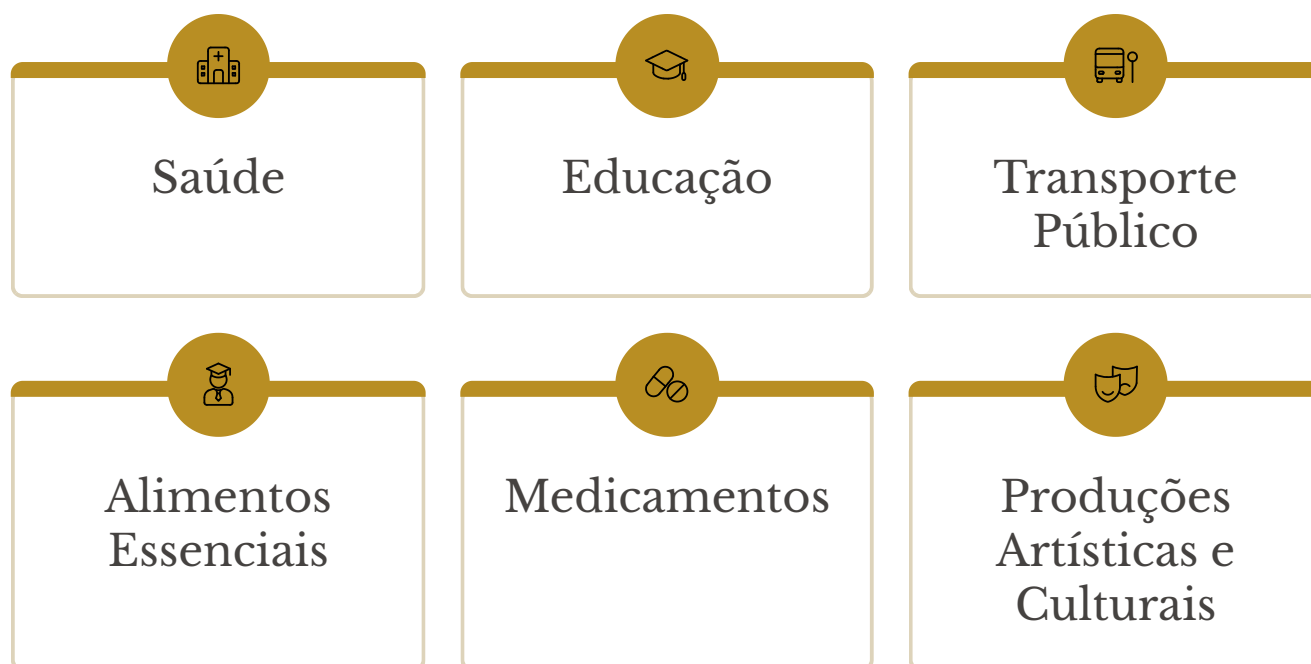 Saúde
Educação
Transporte
Público
Alimentos
Essenciais
Medicamentos
Produções
Artísticas e
Culturais